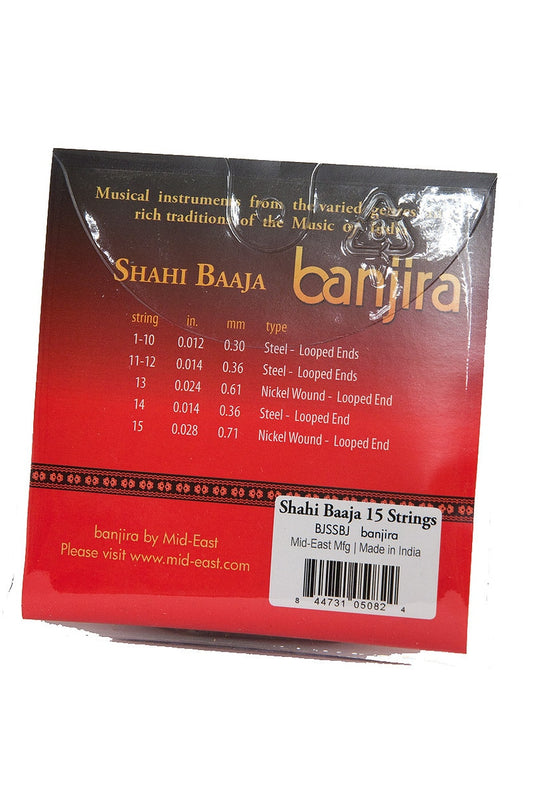 Musical instruments from the varied genres
rich traditions of the Music of India
SHAHI BAAJA banjira
string in. mm type
1-10 0.012 0.30 Steel - Looped Ends
11-12 0.014 0.36 Steel - Looped Ends
13 0.024 0.61 Nickel Wound - Looped End
14 0.014 0.36 Steel - Looped End
15 0.028 0.71 Nickel Wound - Looped End
banjira by Mid-East
Please visit www.mid-east.com
Shahi Baaja 15 Strings
BJSSBJ banjira
Mid-East Mfg | Made in India
8 44731 05082 4